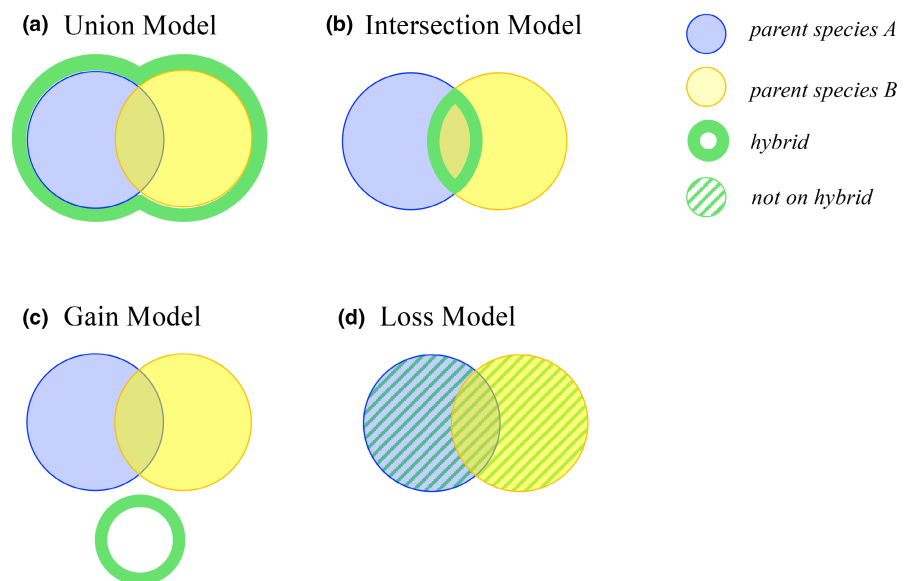 (a) Union Model
(b) Intersection Model
parent species A
parent species B
hybrid
not on hybrid
(c) Gain Model
(d) Loss Model